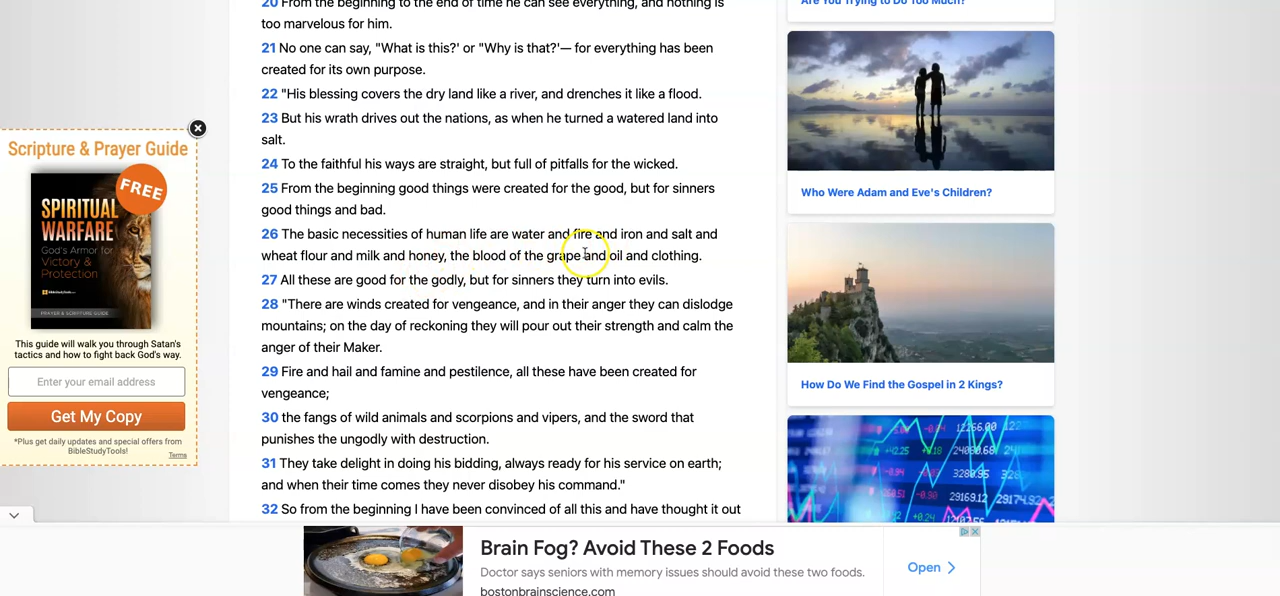 20 From the beginning to the end of time he can see everything, and nothing is
too marvelous for him.
21 No one can say, "What is this?' or "Why is that?'— for everything has been
created for its own purpose.
22 "His blessing covers the dry land like a river, and drenches it like a flood.
23 But his wrath drives out the nations, as when he turned a watered land into
salt.
24 To the faithful his ways are straight, but full of pitfalls for the wicked.
25 From the beginning good things were created for the good, but for sinners
good things and bad.
26 The basic necessities of human life are water and fire and iron and salt and
wheat flour and milk and honey, the blood of the grape and oil and clothing.
27 All these are good for the godly, but for sinners they turn into evils.
28 "There are winds created for vengeance, and in their anger they can dislodge
mountains; on the day of reckoning they will pour out their strength and calm the
anger of their Maker.
29 Fire and hail and famine and pestilence, all these have been created for
vengeance;
30 the fangs of wild animals and scorpions and vipers, and the sword that
punishes the ungodly with destruction.
31 They take delight in doing his bidding, always ready for his service on earth;
and when their time comes they never disobey his command."
32 So from the beginning I have been convinced of all this and have thought it out
Scripture & Prayer Guide
FREE
SPIRITUAL
WARFARE
God's Armor for
Victory &
Protection
BibleStudyTools
PRAYER & SCRIPTURE GUIDE
This guide will walk you through Satan's
tactics and how to fight back God's way.
Enter your email address
Get My Copy
*Plus get daily updates and special offers from
BibleStudyTools!
Terms
Are You Trying to Do Too Much?
Who Were Adam and Eve's Children?
How Do We Find the Gospel in 2 Kings?
Brain Fog? Avoid These 2 Foods
Doctor says seniors with memory issues should avoid these two foods.
bostonbrainscience.com
Open